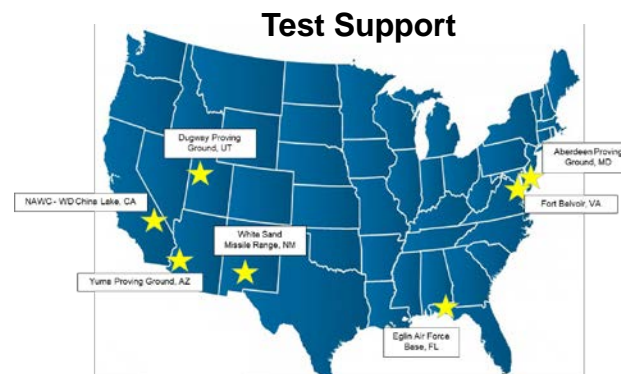 Test Support
Dugway Proving
Ground, UT
Aberdeen Proving
Ground, MD
NAWC - WD China Lake, CA
Fort Belvoir, VA
White Sand
Missile Range, NM
Yuma Proving Ground, AZ
Eglin Air Force
Base, FL